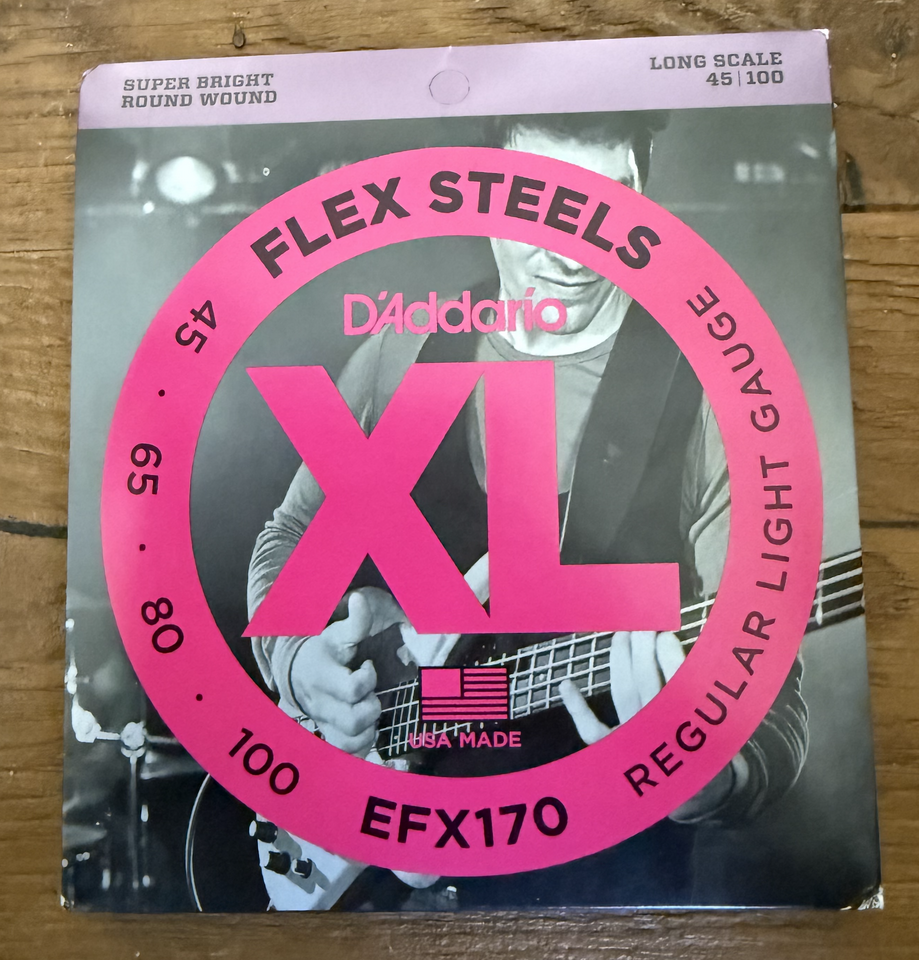 SUPER BRIGHT
ROUND WOUND
LONG SCALE
45|100
FLEX STEELS
D'Addario
XL
45 · 65 · 80 · 100
REGULAR LIGHT GAUGE
USA MADE
EFX170